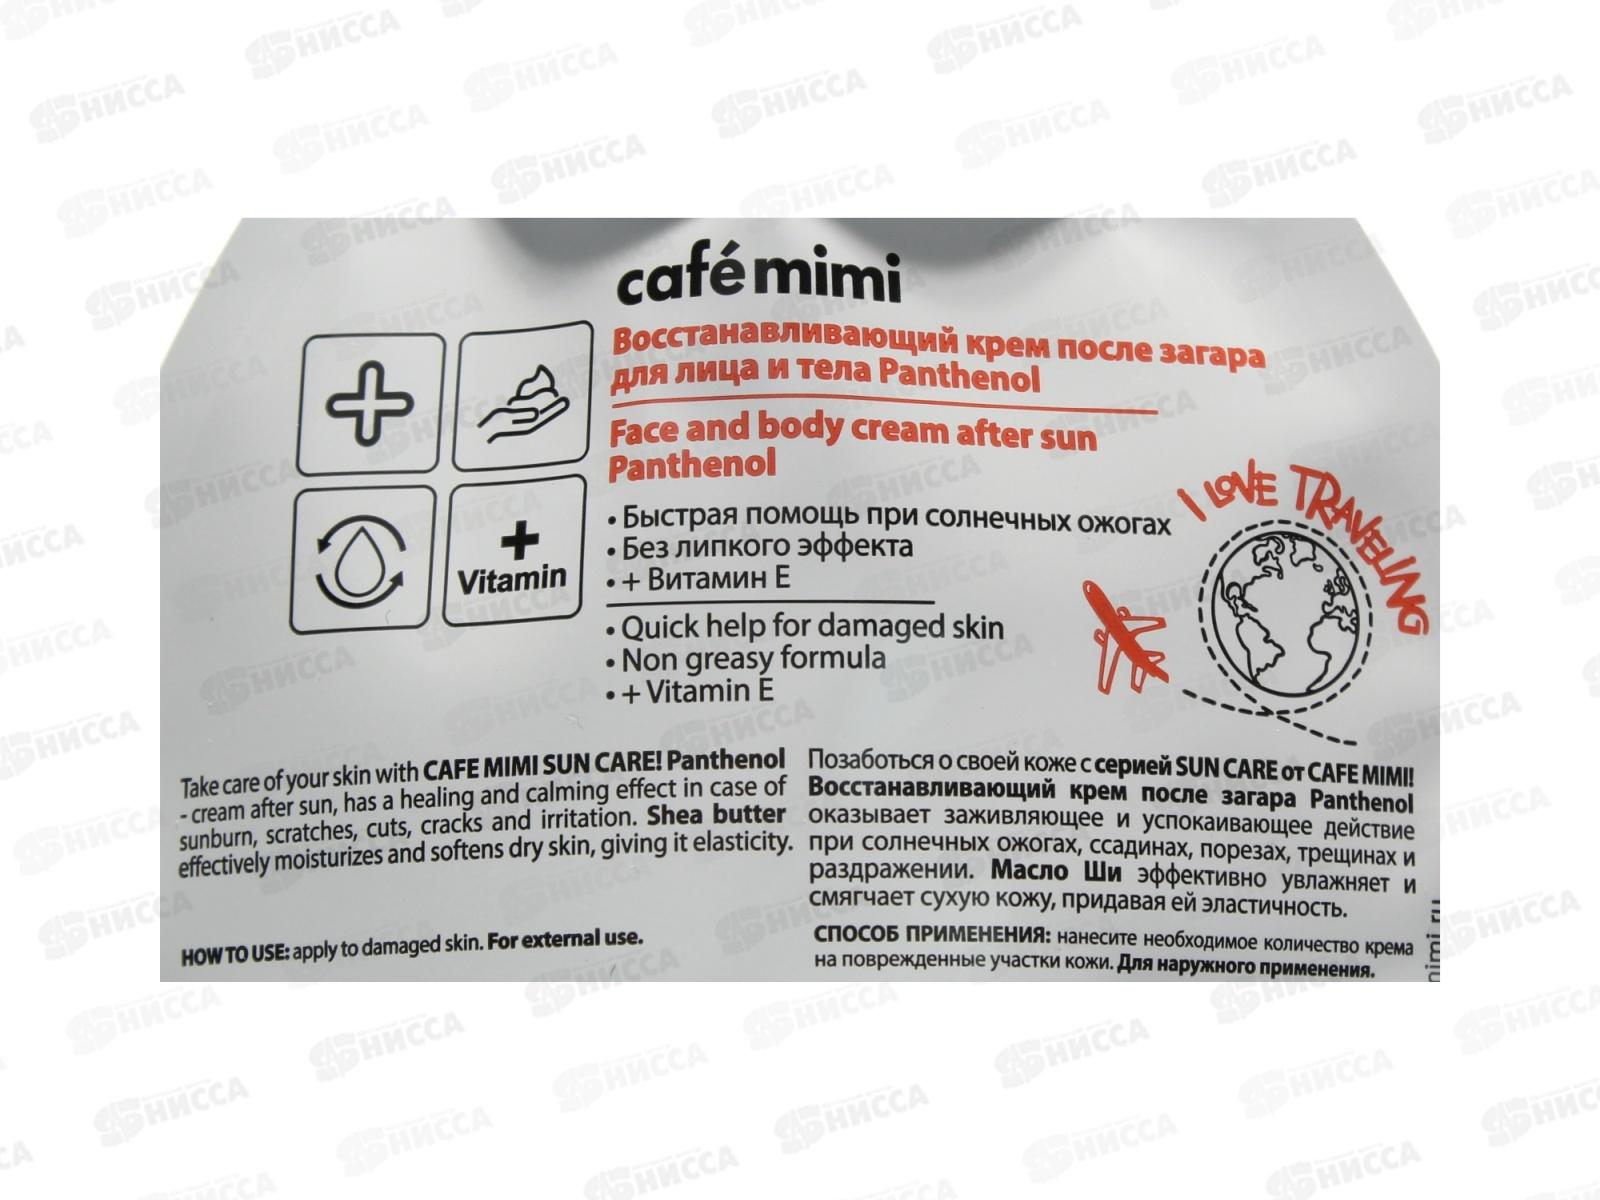 café mimi
Восстанавливающий крем после загара
для лица и тела Panthenol
Face and body cream after sun
Panthenol
• Быстрая помощь при солнечных ожогах
• Без липкого эффекта
• + Витамин Е
• Quick help for damaged skin
• Non greasy formula
• + Vitamin E
+
Vitamin
I LOVE TRAVELING
Take care of your skin with CAFE MIMI SUN CARE! Panthenol
- cream after sun, has a healing and calming effect in case of
sunburn, scratches, cuts, cracks and irritation. Shea butter
effectively moisturizes and softens dry skin, giving it elasticity.
HOW TO USE: apply to damaged skin. For external use.
Позаботься о своей коже с серией SUN CARE от CAFE MIMI!
Восстанавливающий крем после загара Panthenol
оказывает заживляющее и успокаивающее действие
при солнечных ожогах, ссадинах, порезах, трещинах и
раздражении. Масло Ши эффективно увлажняет и
смягчает сухую кожу, придавая ей эластичность.
СПОСОБ ПРИМЕНЕНИЯ: нанесите необходимое количество крема
на поврежденные участки кожи. Для наружного применения.
mimi.ru
НИССА